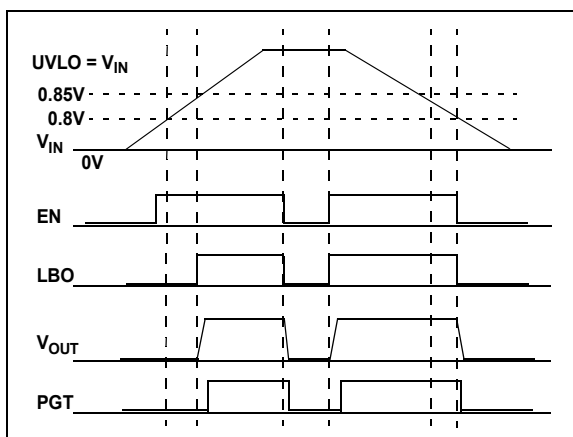 UVLO = VIN
0.85V
0.8V
VIN
0V
EN
LBO
VOUT
PGT